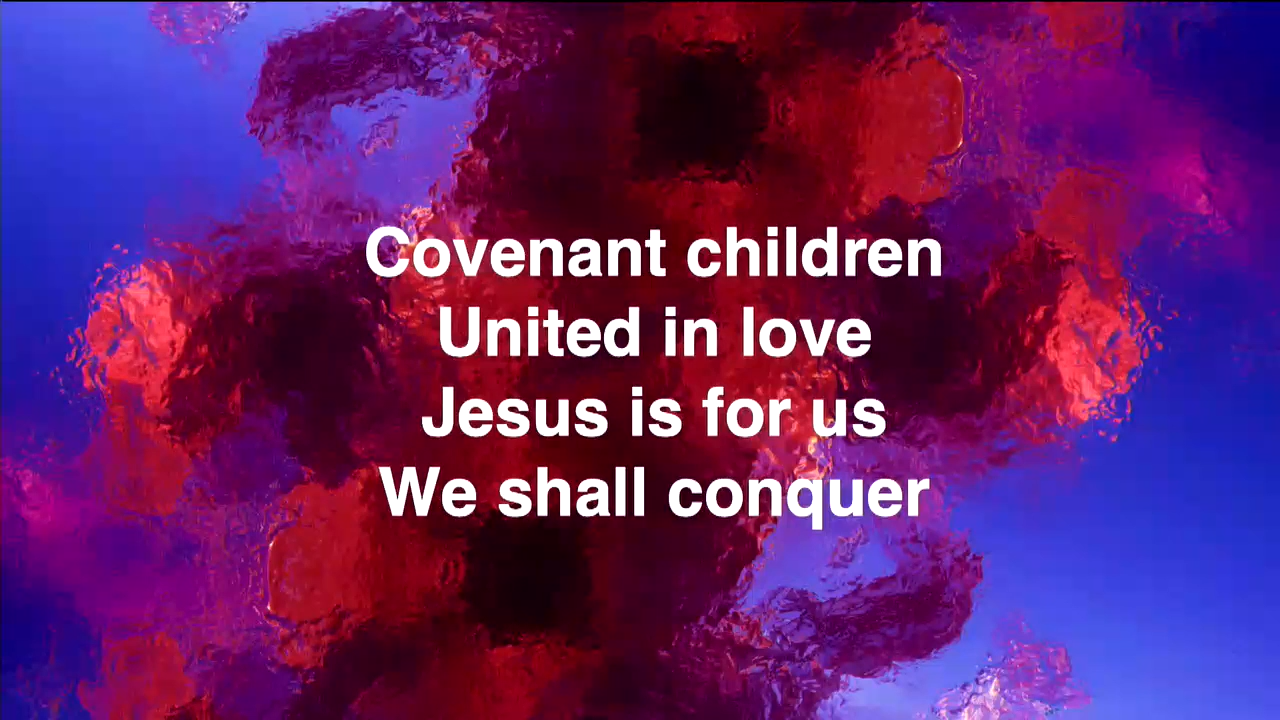 Covenant children
United in love
Jesus is for us
We shall conquer